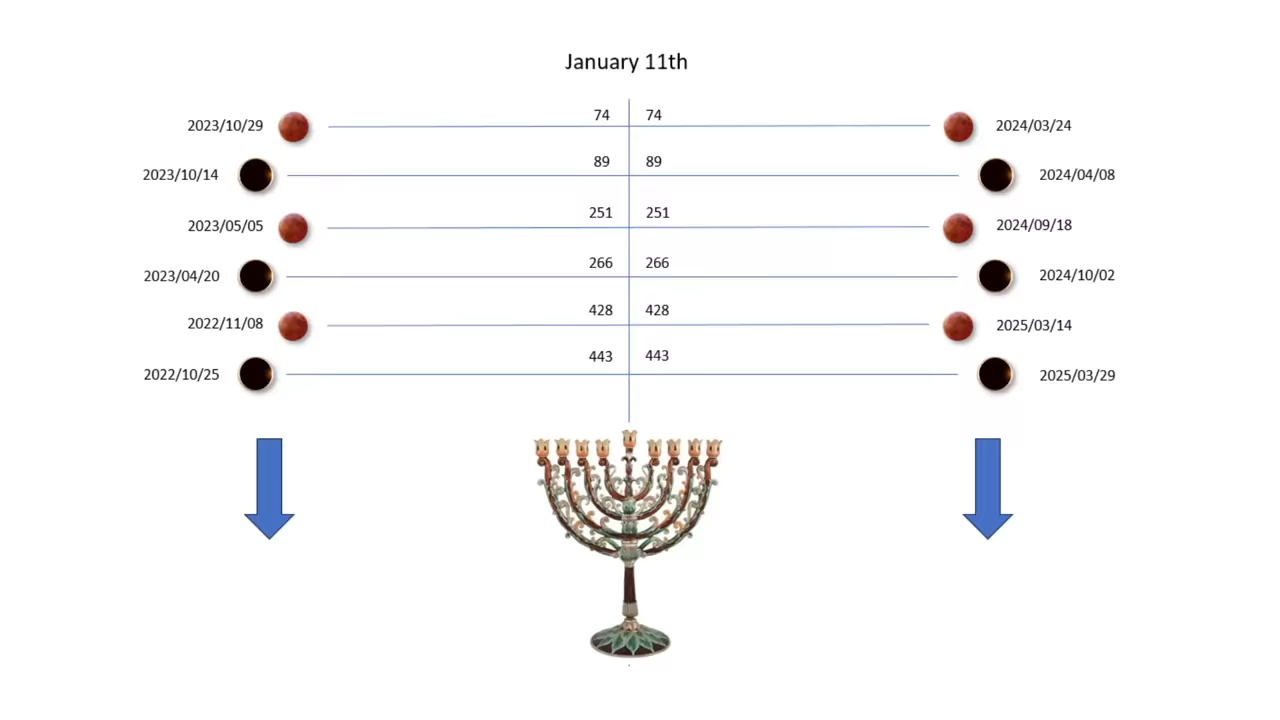 January 11th
2023/10/29 74 74 2024/03/24
2023/10/14 89 89 2024/04/08
2023/05/05 251 251 2024/09/18
2023/04/20 266 266 2024/10/02
2022/11/08 428 428 2025/03/14
2022/10/25 443 443 2025/03/29